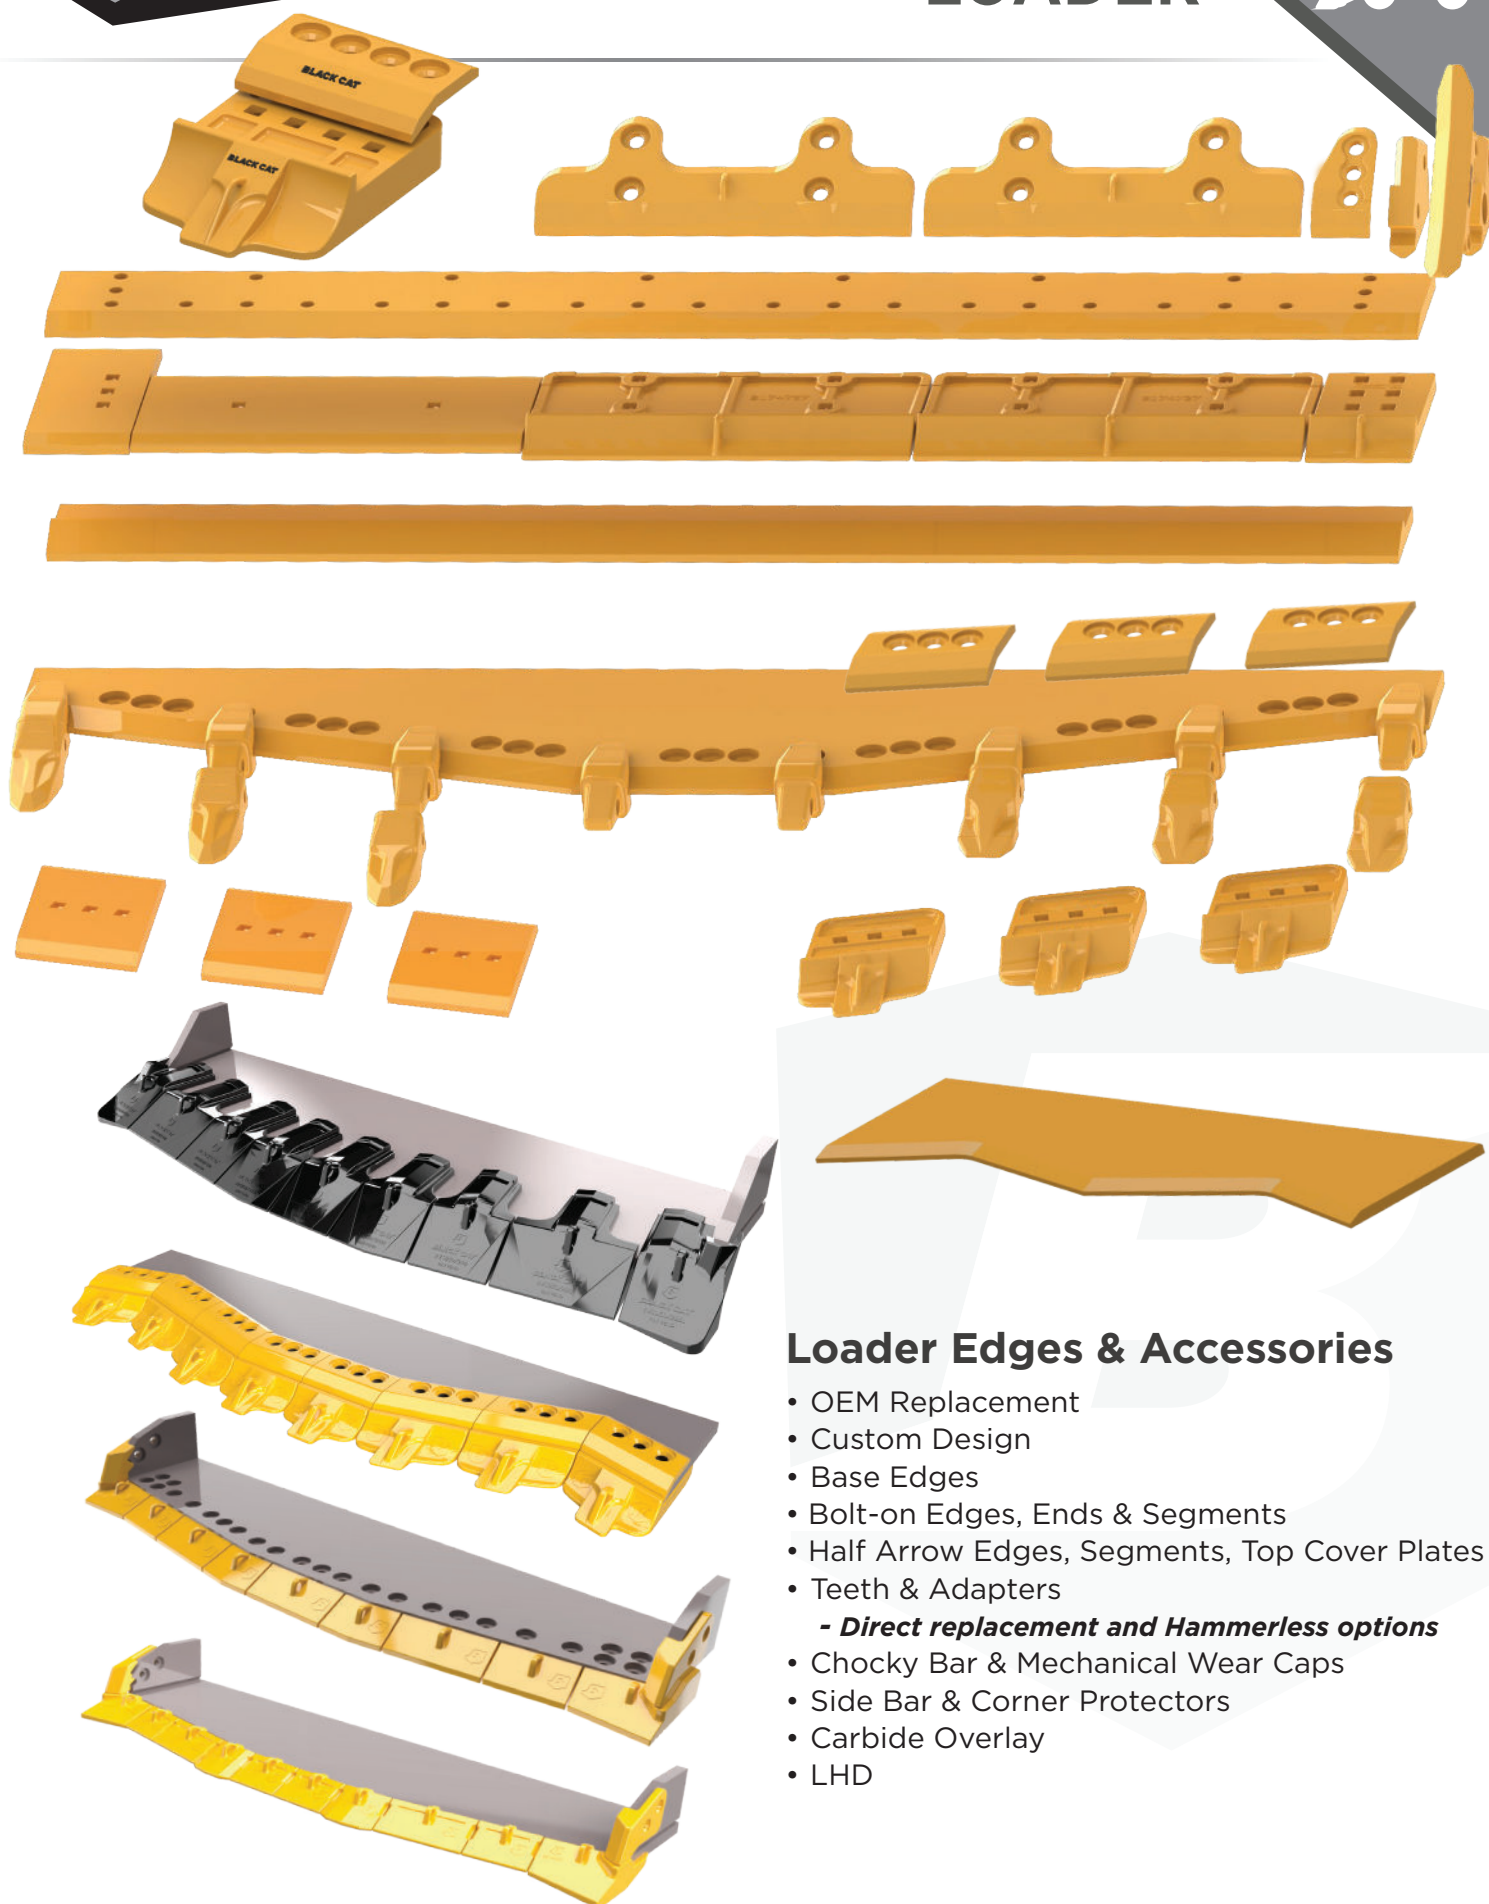 LOADER
BLACK CAT
BLACK CAT
Loader Edges & Accessories
• OEM Replacement
• Custom Design
• Base Edges
• Bolt-on Edges, Ends & Segments
• Half Arrow Edges, Segments, Top Cover Plates
• Teeth & Adapters
- Direct replacement and Hammerless options
• Chocky Bar & Mechanical Wear Caps
• Side Bar & Corner Protectors
• Carbide Overlay
• LHD